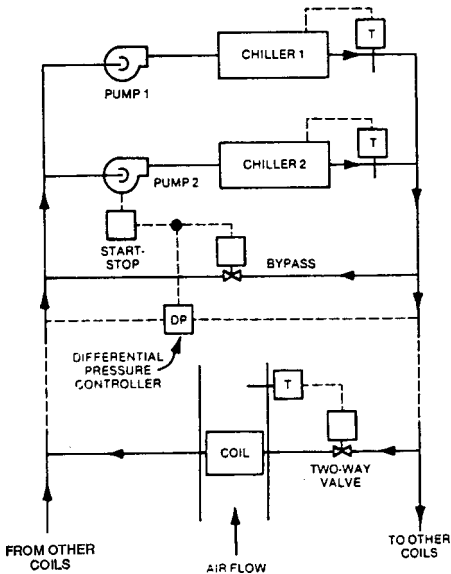 CHILLER 1
T
PUMP 1
CHILLER 2
T
PUMP 2
START-
STOP
BYPASS
DP
DIFFERENTIAL
PRESSURE
CONTROLLER
T
COIL
TWO-WAY
VALVE
FROM OTHER
COILS
AIR FLOW
TO OTHER
COILS